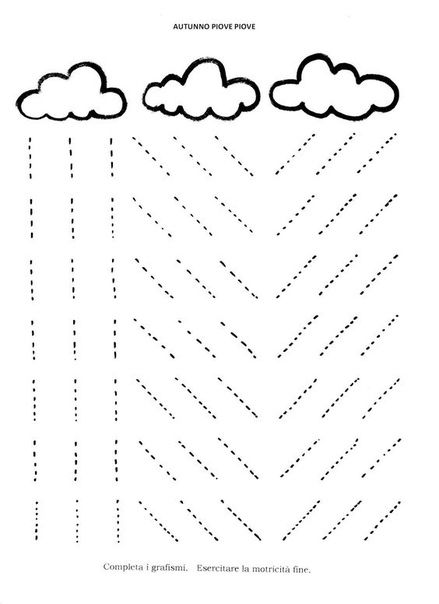 AUTUNNO PIOVE PIOVE
Completa i grafismi. Esercitare la motricità fine.